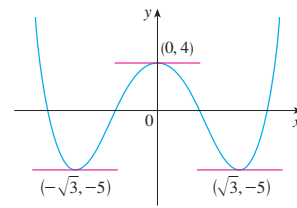 y
(0, 4)
0
x
(−√3, −5)
(√3, −5)